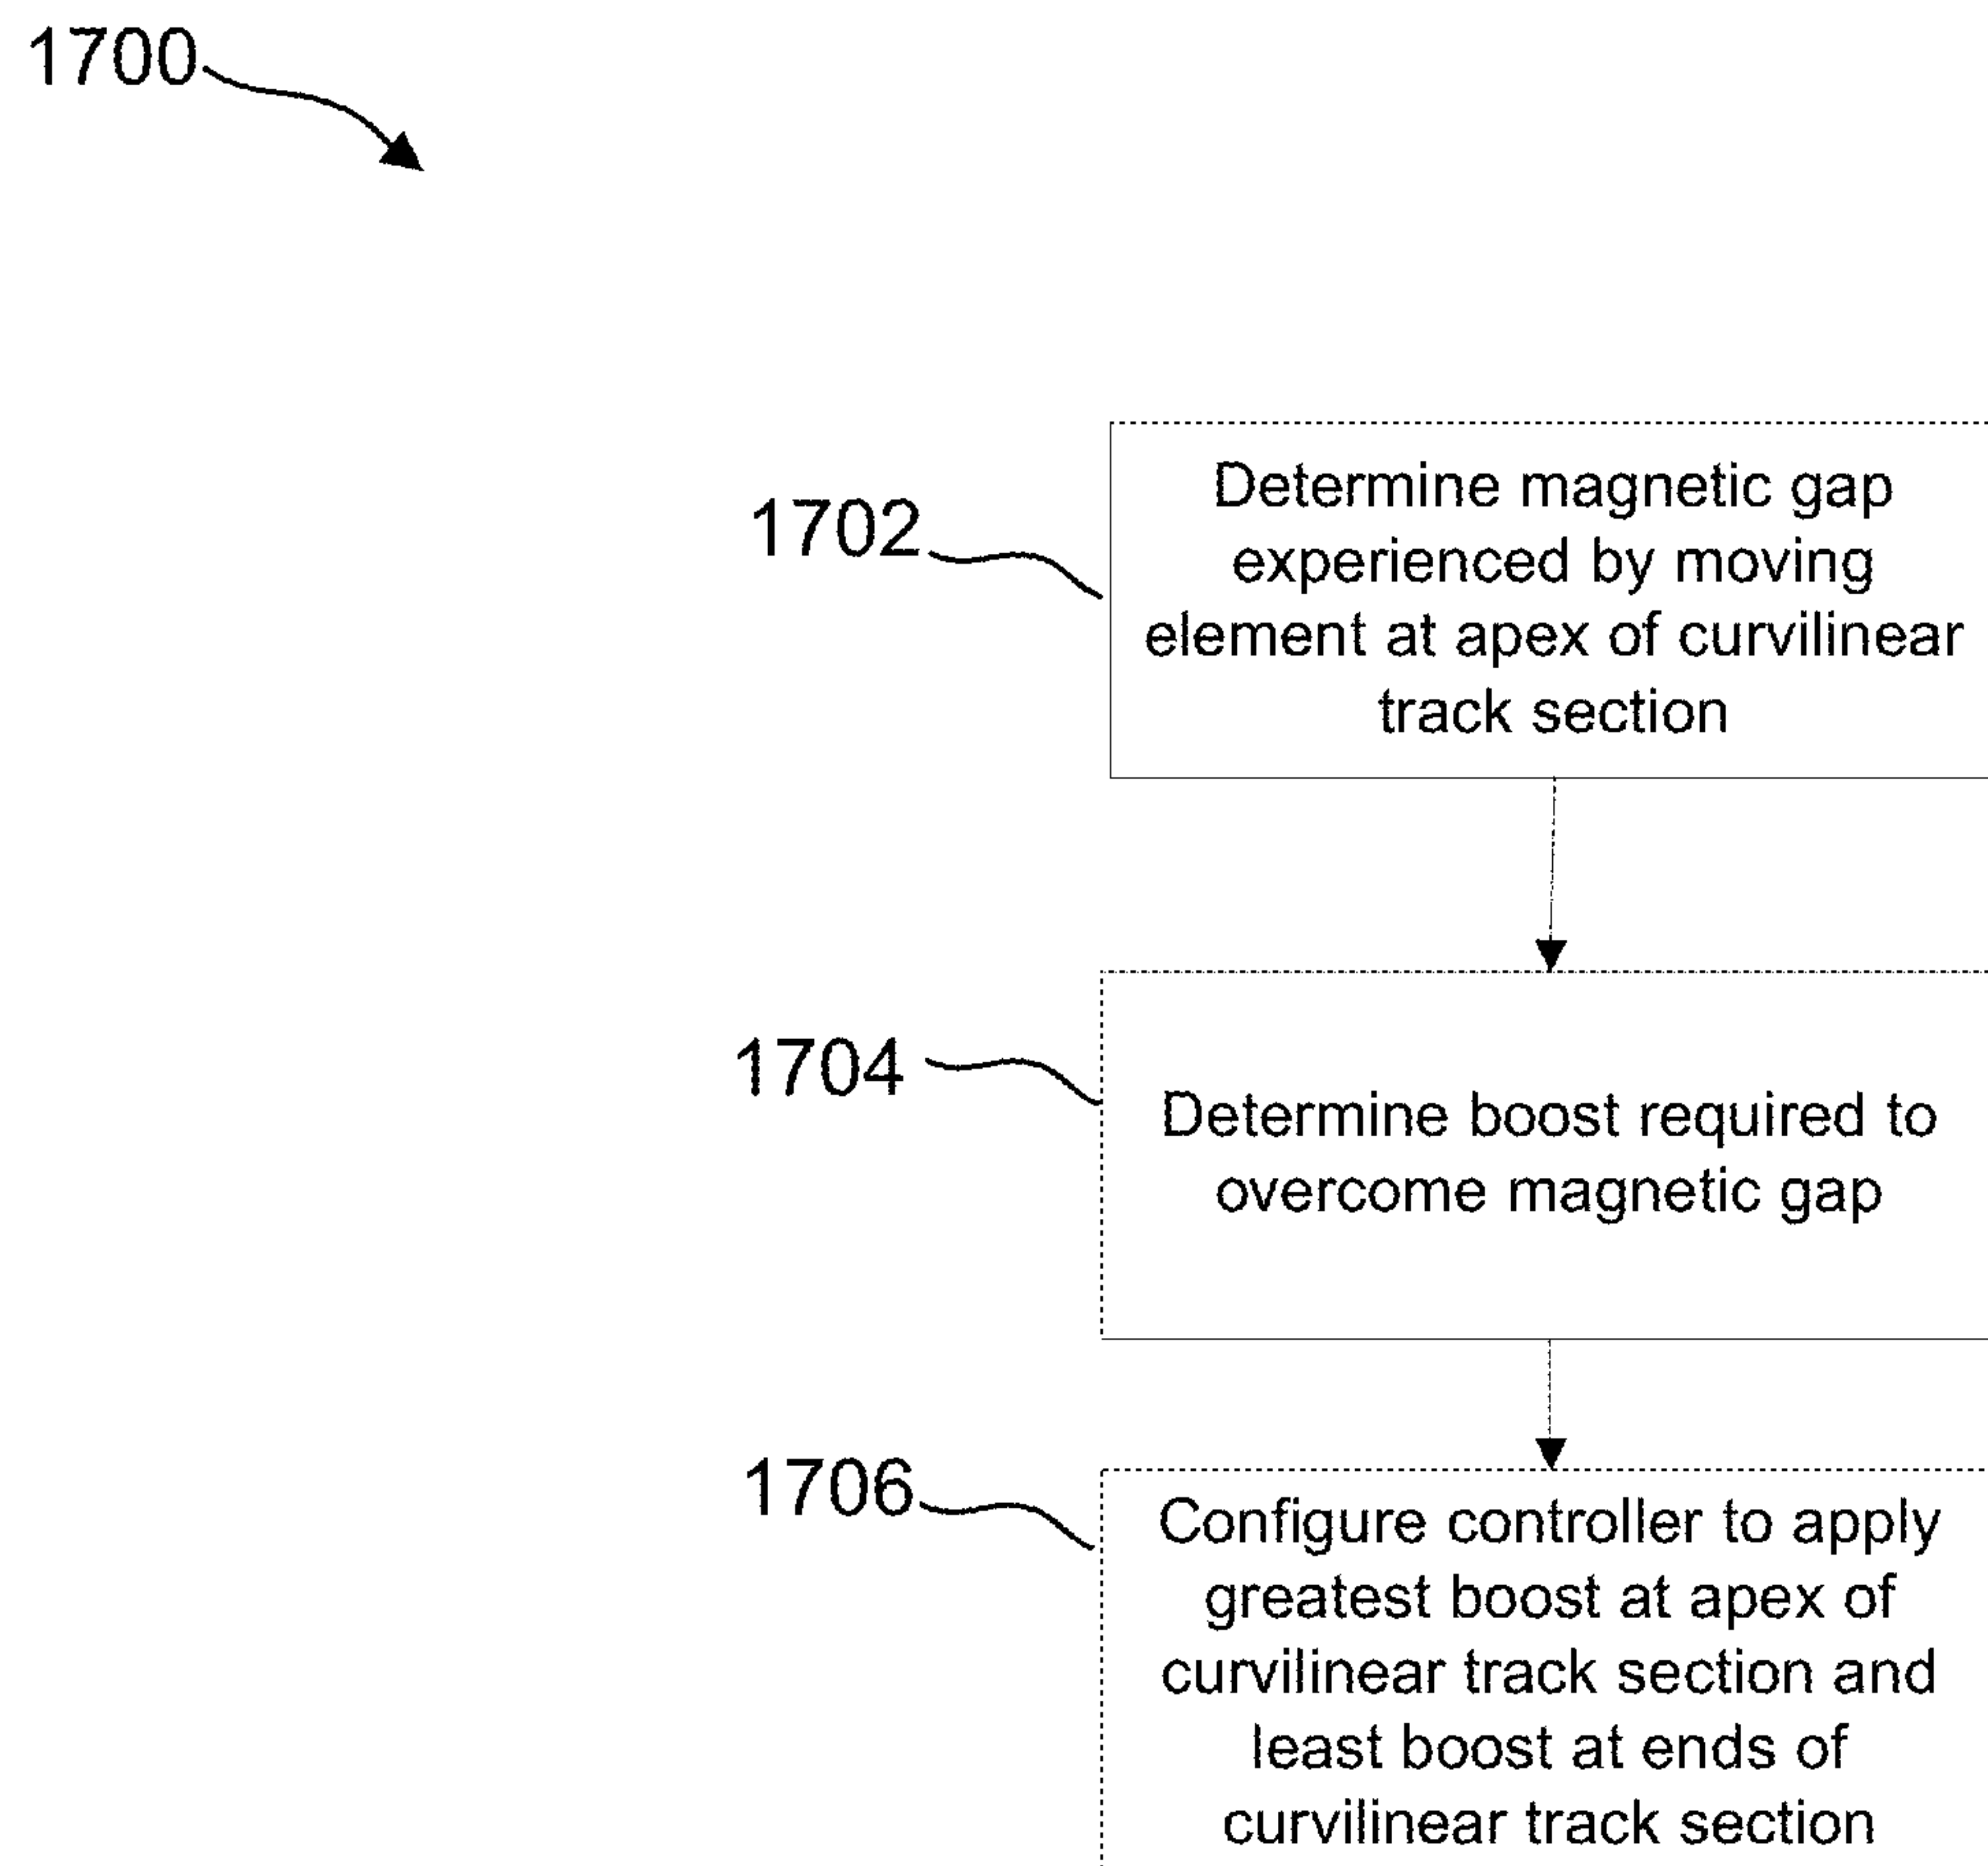 1700
1702
Determine magnetic gap
experienced by moving
element at apex of curvilinear
track section
1704
Determine boost required to
overcome magnetic gap
1706
Configure controller to apply
greatest boost at apex of
curvilinear track section and
least boost at ends of
curvilinear track section